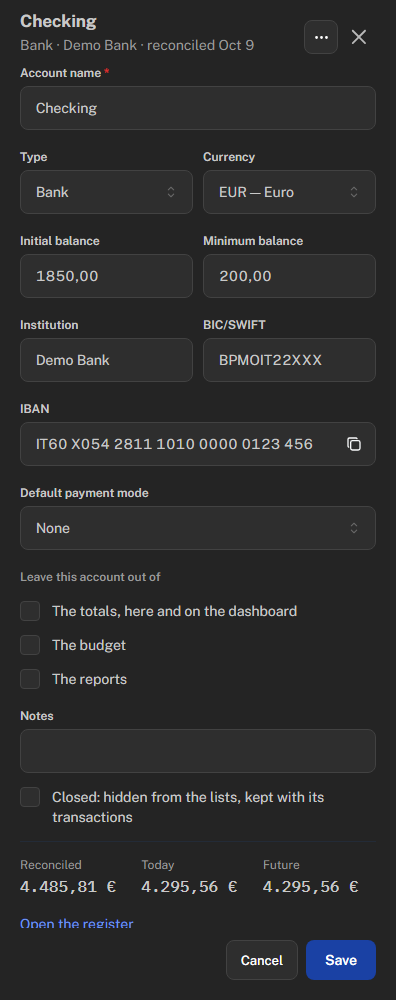 Checking
Bank · Demo Bank · reconciled Oct 9
Account name *
Checking
Type
Currency
Bank
EUR — Euro
Initial balance
Minimum balance
1850,00
200,00
Institution
BIC/SWIFT
Demo Bank
BPMOIT22XXX
IBAN
IT60 X054 2811 1010 0000 0123 456
Default payment mode
None
Leave this account out of
The totals, here and on the dashboard
The budget
The reports
Notes
Closed: hidden from the lists, kept with its
transactions
Reconciled
Today
Future
4.485,81 €
4.295,56 €
4.295,56 €
Open the register
Cancel
Save